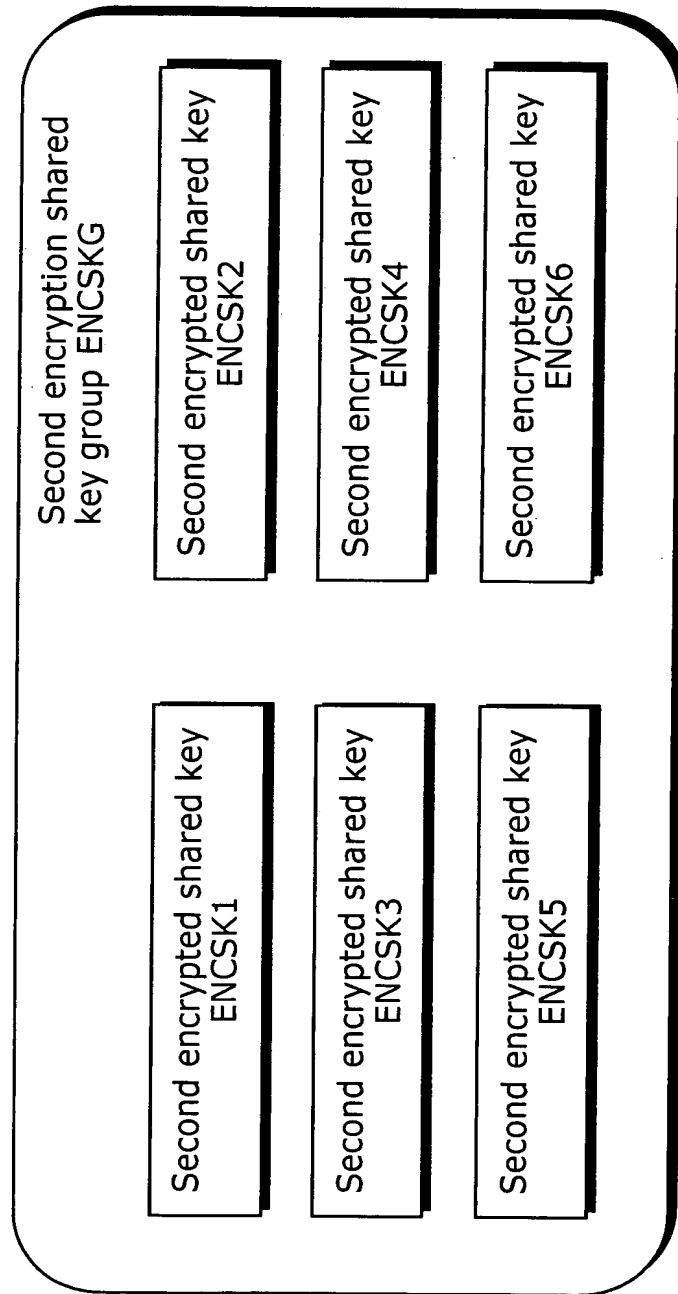 Second encryption shared
key group ENCSKG
Second encrypted shared key
ENCSK1
Second encrypted shared key
ENCSK2
Second encrypted shared key
ENCSK3
Second encrypted shared key
ENCSK4
Second encrypted shared key
ENCSK5
Second encrypted shared key
ENCSK6